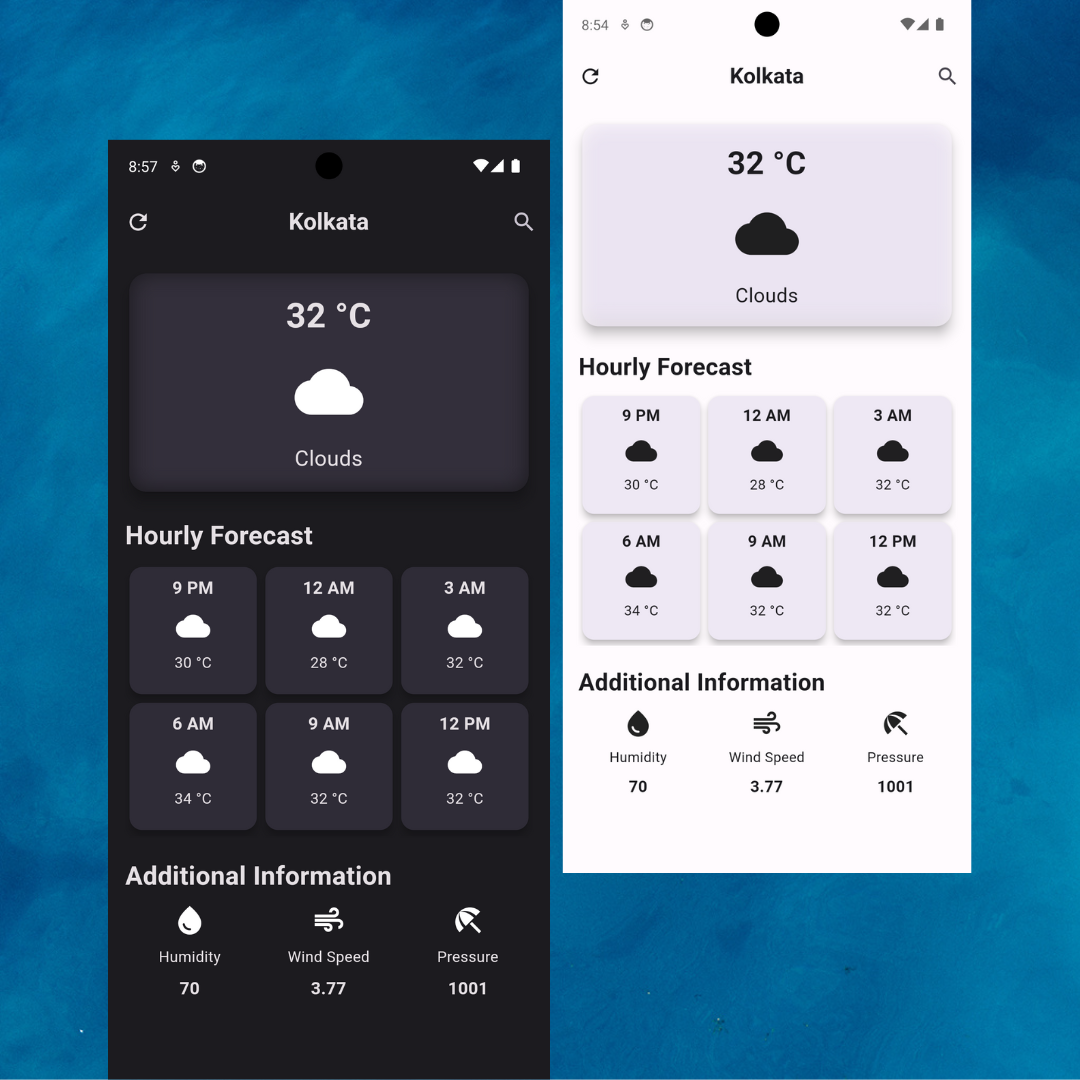 8:57
Kolkata
32 °C
Clouds
Hourly Forecast
9 PM 12 AM 3 AM
30 °C 28 °C 32 °C
6 AM 9 AM 12 PM
34 °C 32 °C 32 °C
Additional Information
Humidity Wind Speed Pressure
70 3.77 1001
8:54
Kolkata
32 °C
Clouds
Hourly Forecast
9 PM 12 AM 3 AM
30 °C 28 °C 32 °C
6 AM 9 AM 12 PM
34 °C 32 °C 32 °C
Additional Information
Humidity Wind Speed Pressure
70 3.77 1001